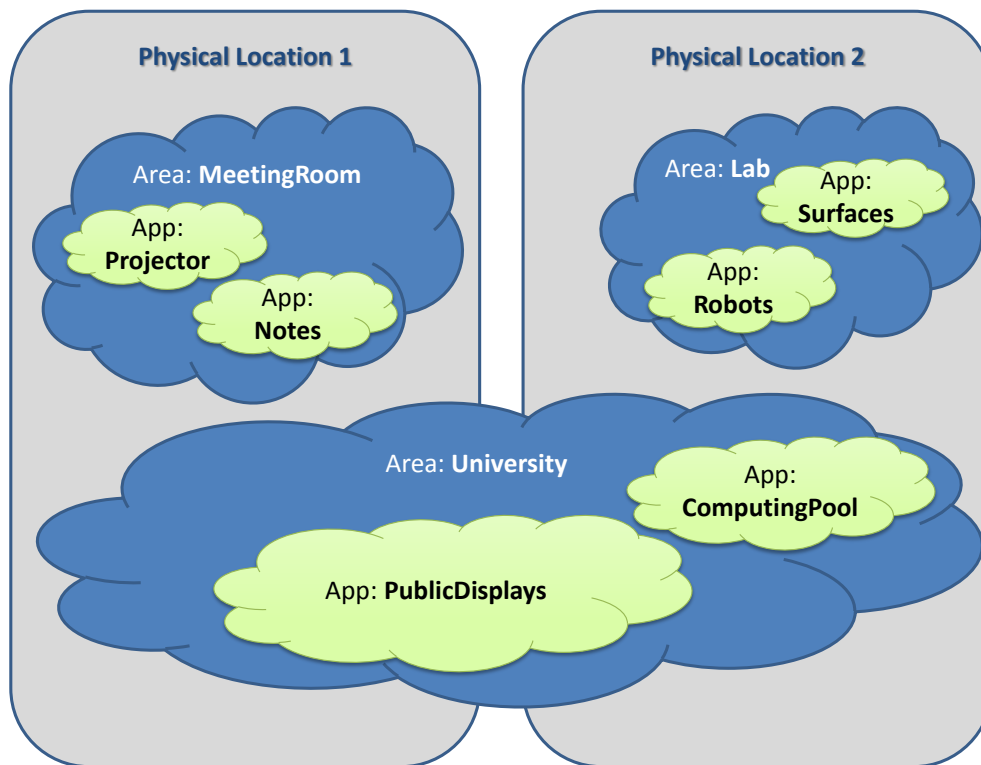 Physical Location 1
Physical Location 2
Area: MeetingRoom
App:
Projector
App:
Notes
Area: Lab
App:
Surfaces
App:
Robots
Area: University
App:
ComputingPool
App: PublicDisplays